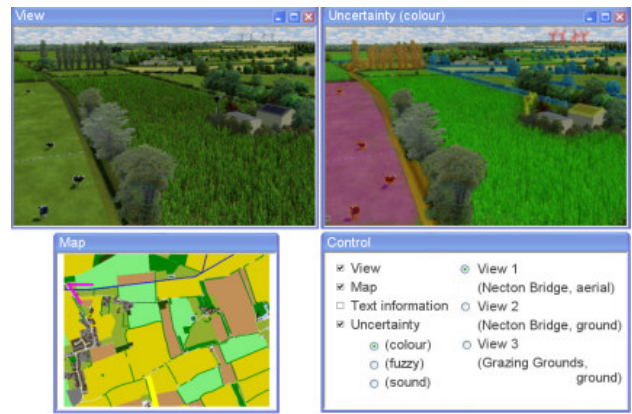 View
Uncertainty (colour)
Map
Control
View
Map
Text information
Uncertainty
(colour)
(fuzzy)
(sound)
View 1
(Necton Bridge, aerial)
View 2
(Necton Bridge, ground)
View 3
(Grazing Grounds,
ground)